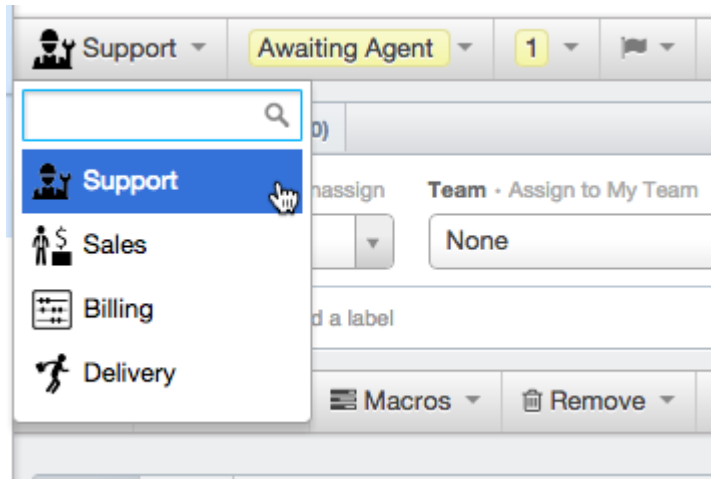 Support Awaiting Agent 1
0)
Support
nassign Team · Assign to My Team
Sales
None
Billing
d a label
Delivery
Macros Remove